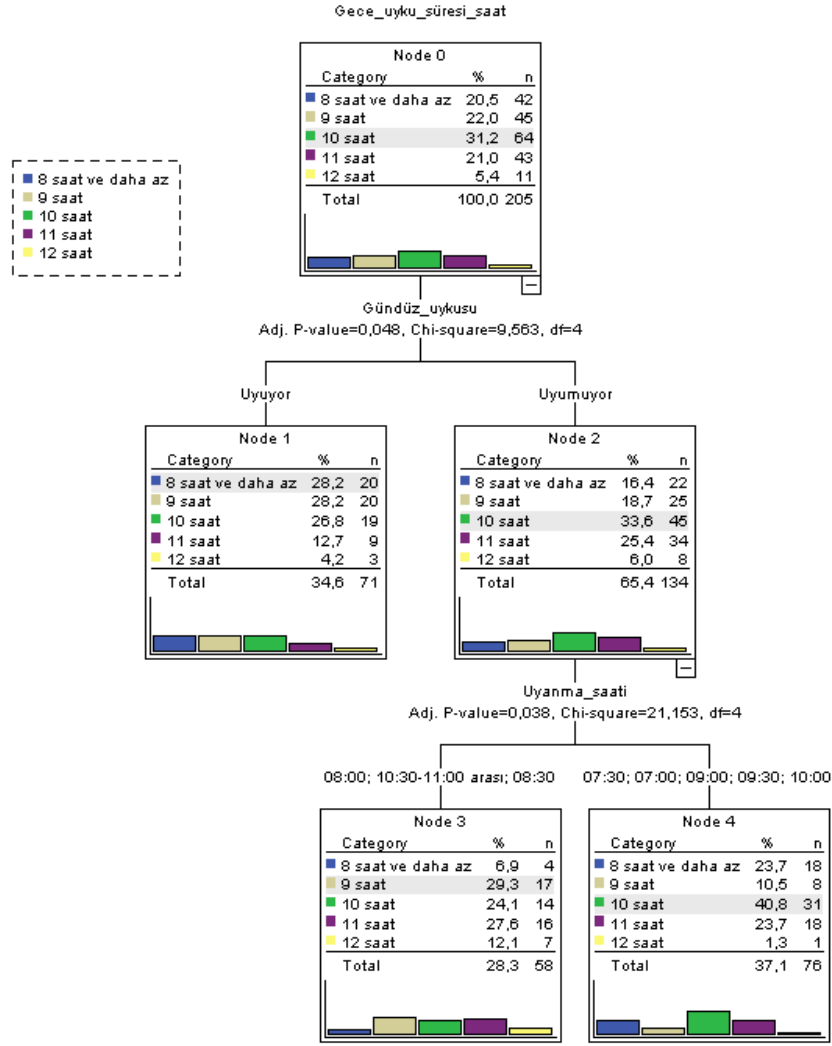 Gece_uyku_süresi_saat
Node 0
Category % n
8 saat ve daha az 20,5 42
9 saat 22,0 45
10 saat 31,2 64
11 saat 21,0 43
12 saat 5,4 11
Total 100,0 205
8 saat ve daha az
9 saat
10 saat
11 saat
12 saat
Gündüz_uykusu
Adj. P-value=0,048, Chi-square=9,563, df=4
Uyuyor
Uyumuyor
Node 1
Category % n
8 saat ve daha az 28,2 20
9 saat 28,2 20
10 saat 26,8 19
11 saat 12,7 9
12 saat 4,2 3
Total 34,6 71
Node 2
Category % n
8 saat ve daha az 16,4 22
9 saat 18,7 25
10 saat 33,6 45
11 saat 25,4 34
12 saat 6,0 8
Total 65,4 134
Uyanma_saati
Adj. P-value=0,038, Chi-square=21,153, df=4
08:00; 10:30-11:00 arası; 08:30
07:30; 07:00; 09:00; 09:30; 10:00
Node 3
Category % n
8 saat ve daha az 6,9 4
9 saat 29,3 17
10 saat 24,1 14
11 saat 27,6 16
12 saat 12,1 7
Total 28,3 58
Node 4
Category % n
8 saat ve daha az 23,7 18
9 saat 10,5 8
10 saat 40,8 31
11 saat 23,7 18
12 saat 1,3 1
Total 37,1 76